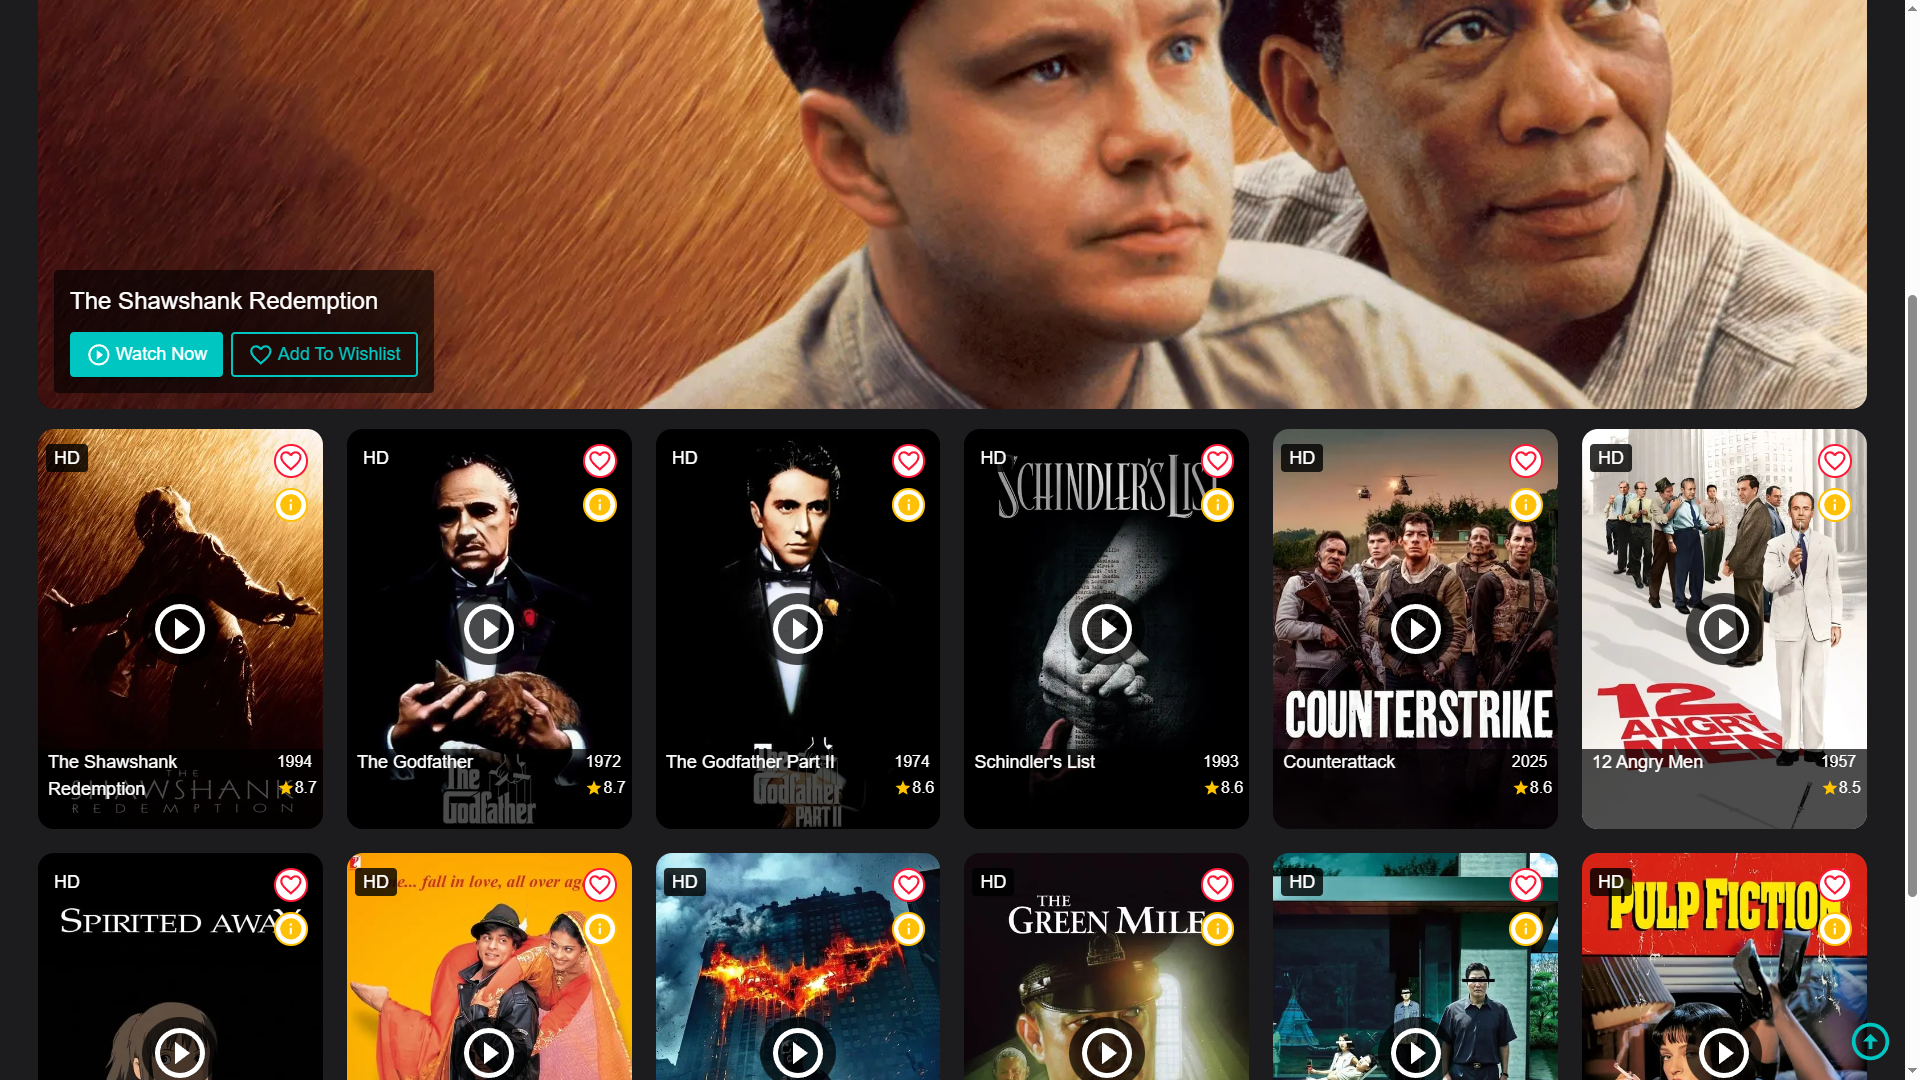 The Shawshank Redemption
Watch Now
Add To Wishlist
HD
THE
SHAWSHANK
REDEMPTION
The Shawshank
Redemption
1994
8.7
HD
The Godfather
The Godfather
1972
8.7
HD
The Godfather
PART II
The Godfather Part II
1974
8.6
HD
SCHINDLER'S LIST
Schindler's List
1993
8.6
HD
COUNTERSTRIKE
Counterattack
2025
8.6
HD
12
ANGRY
MEN
12 Angry Men
1957
8.5
HD
SPIRITED AWAY
HD
fall in love, all over
HD
HD
THE
GREEN MILE
HD
HD
PULP FICTION